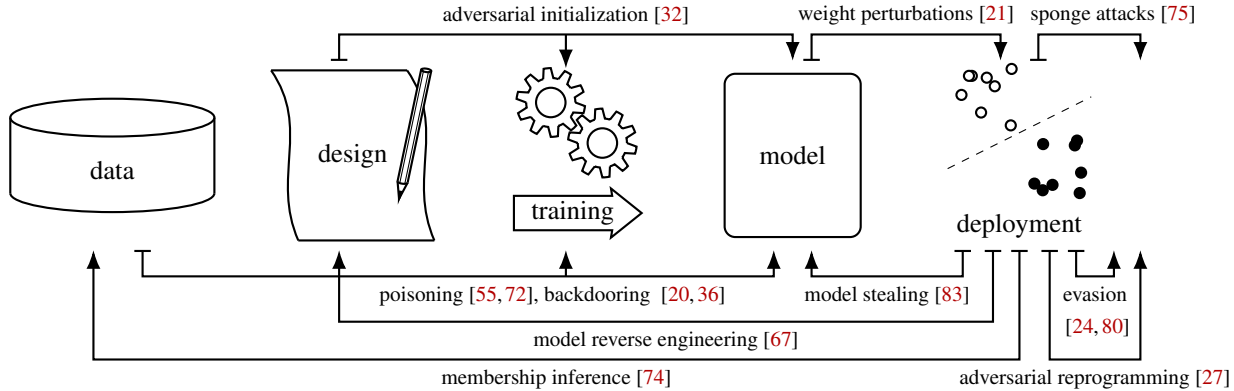 adversarial initialization [32] weight perturbations [21] sponge attacks [75]
data
design
training
model
deployment
poisoning [55, 72], backdooring [20, 36] model stealing [83] evasion
[24, 80]
model reverse engineering [67]
membership inference [74] adversarial reprogramming [27]